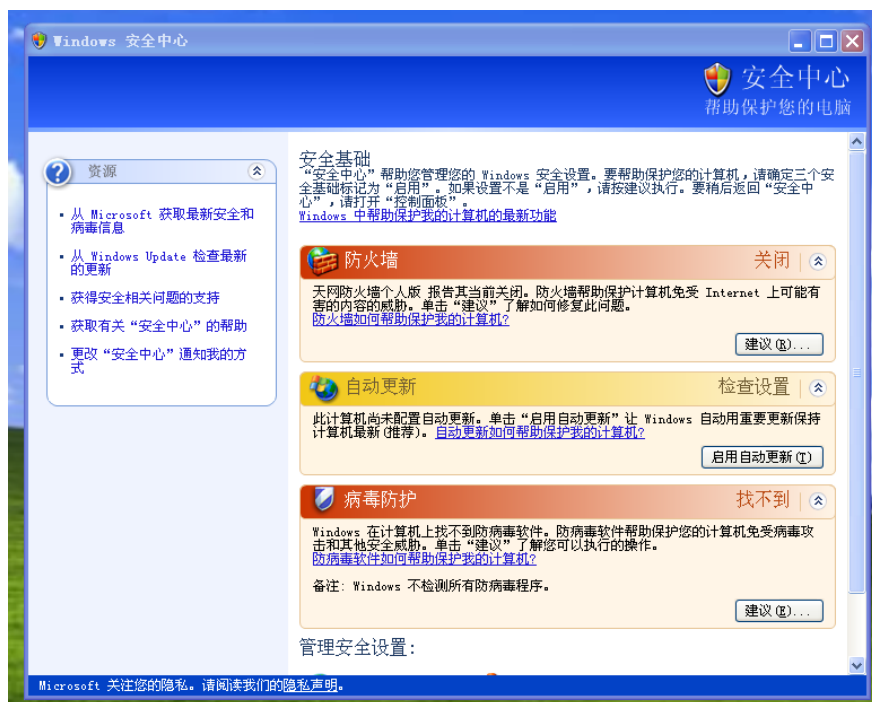 Windows 安全中心
安全中心
帮助保护您的电脑
资源
从 Microsoft 获取最新安全和
病毒信息
从 Windows Update 检查最新
的更新
获得安全相关问题的支持
获取有关“安全中心”的帮助
更改“安全中心”通知我的方
式
安全基础
“安全中心”帮助您管理您的 Windows 安全设置。要帮助保护您的计算机，请确定三个安
全基础标记为“启用”。如果设置不是“启用”，请按建议执行。要稍后返回“安全中
心”，请打开“控制面板”。
Windows 中帮助保护我的计算机的最新功能
防火墙 关闭
天网防火墙个人版 报告其当前关闭。防火墙帮助保护计算机免受 Internet 上可能有
害的内容的威胁。单击“建议”了解如何修复此问题。
防火墙如何帮助保护我的计算机?
建议(R)...
自动更新 检查设置
此计算机尚未配置自动更新。单击“启用自动更新”让 Windows 自动用重要更新保持
计算机最新(推荐)。自动更新如何帮助保护我的计算机?
启用自动更新(T)
病毒防护 找不到
Windows 在计算机上找不到防病毒软件。防病毒软件帮助保护您的计算机免受病毒攻
击和其他安全威胁。单击“建议”了解您可以执行的操作。
防病毒软件如何帮助保护我的计算机?
备注: Windows 不检测所有防病毒程序。
建议(E)...
管理安全设置:
Microsoft 关注您的隐私。请阅读我们的隐私声明。